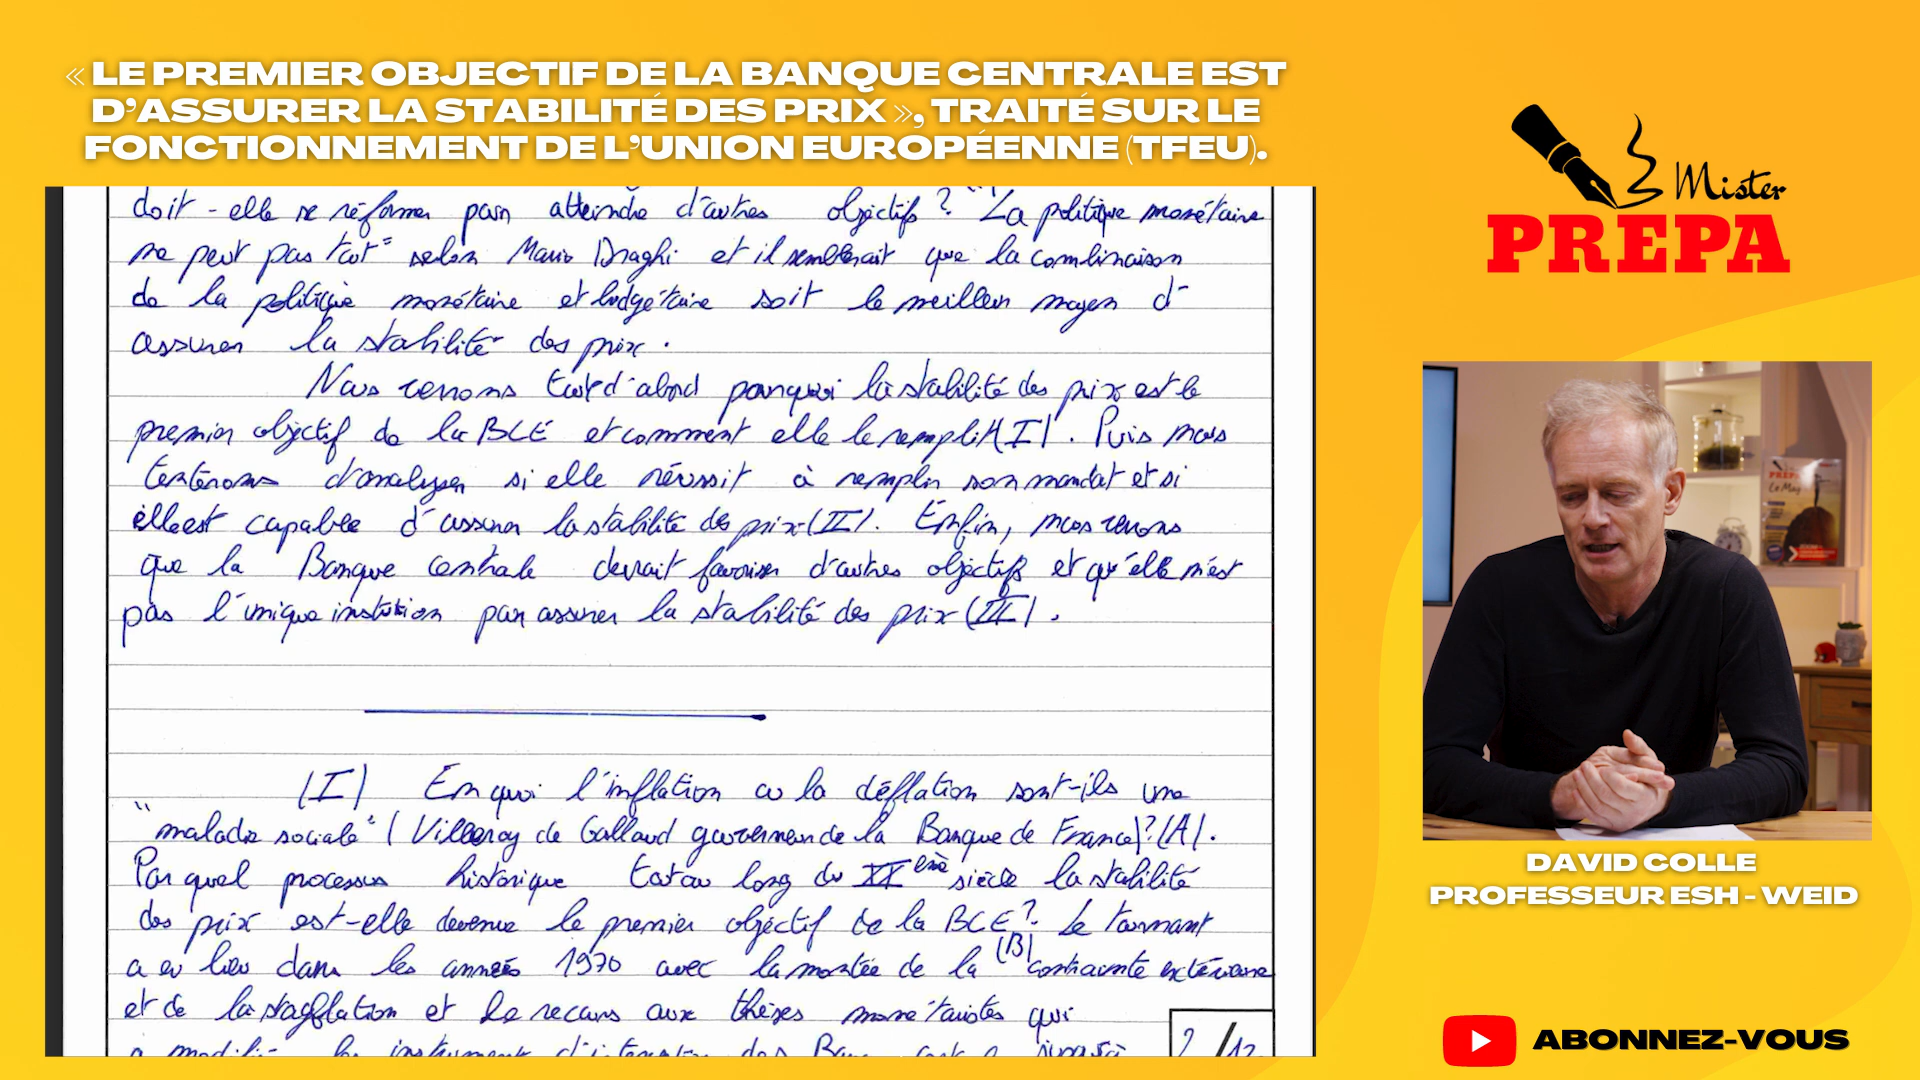 « LE PREMIER OBJECTIF DE LA BANQUE CENTRALE EST
D’ASSURER LA STABILITÉ DES PRIX », TRAITÉ SUR LE
FONCTIONNEMENT DE L’UNION EUROPÉENNE (TFEU).
doit-elle se réformer pour atteindre d'autres objectifs ? "La politique monétaire
ne peut pas tout" selon Mario Draghi et il semblerait que la combinaison
de la politique monétaire et budgétaire soit le meilleur moyen d'
assurer la stabilité des prix.
Nous verrons tout d'abord pourquoi la stabilité des prix est le
premier objectif de la BCE et comment elle le remplit (I). Puis nous
tenterons d'analyser si elle réussit à remplir son mandat et si
elle est capable d'assurer la stabilité des prix (II). Enfin, nous verrons
que la Banque centrale devrait favoriser d'autres objectifs et qu'elle n'est
pas l'unique institution pour assurer la stabilité des prix (III).
(I) En quoi l'inflation ou la déflation sont-ils une
"maladie sociale" (Villeroy de Gallaud gouverneur de la Banque de France)? (A).
Par quel processus historique tout au long du XXème siècle la stabilité
des prix est-elle devenue le premier objectif de la BCE ? (B) Le tournant
a eu lieu dans les années 1970 avec la montée de la contrainte extérieure
et de la stagflation et le recours aux thèses monétaristes qui
a modifié les d'intervention des
2/12
Mister
PREPA
PREPA
Le Mag
DAVID COLLE
PROFESSEUR ESH - WEID
ABONNEZ-VOUS